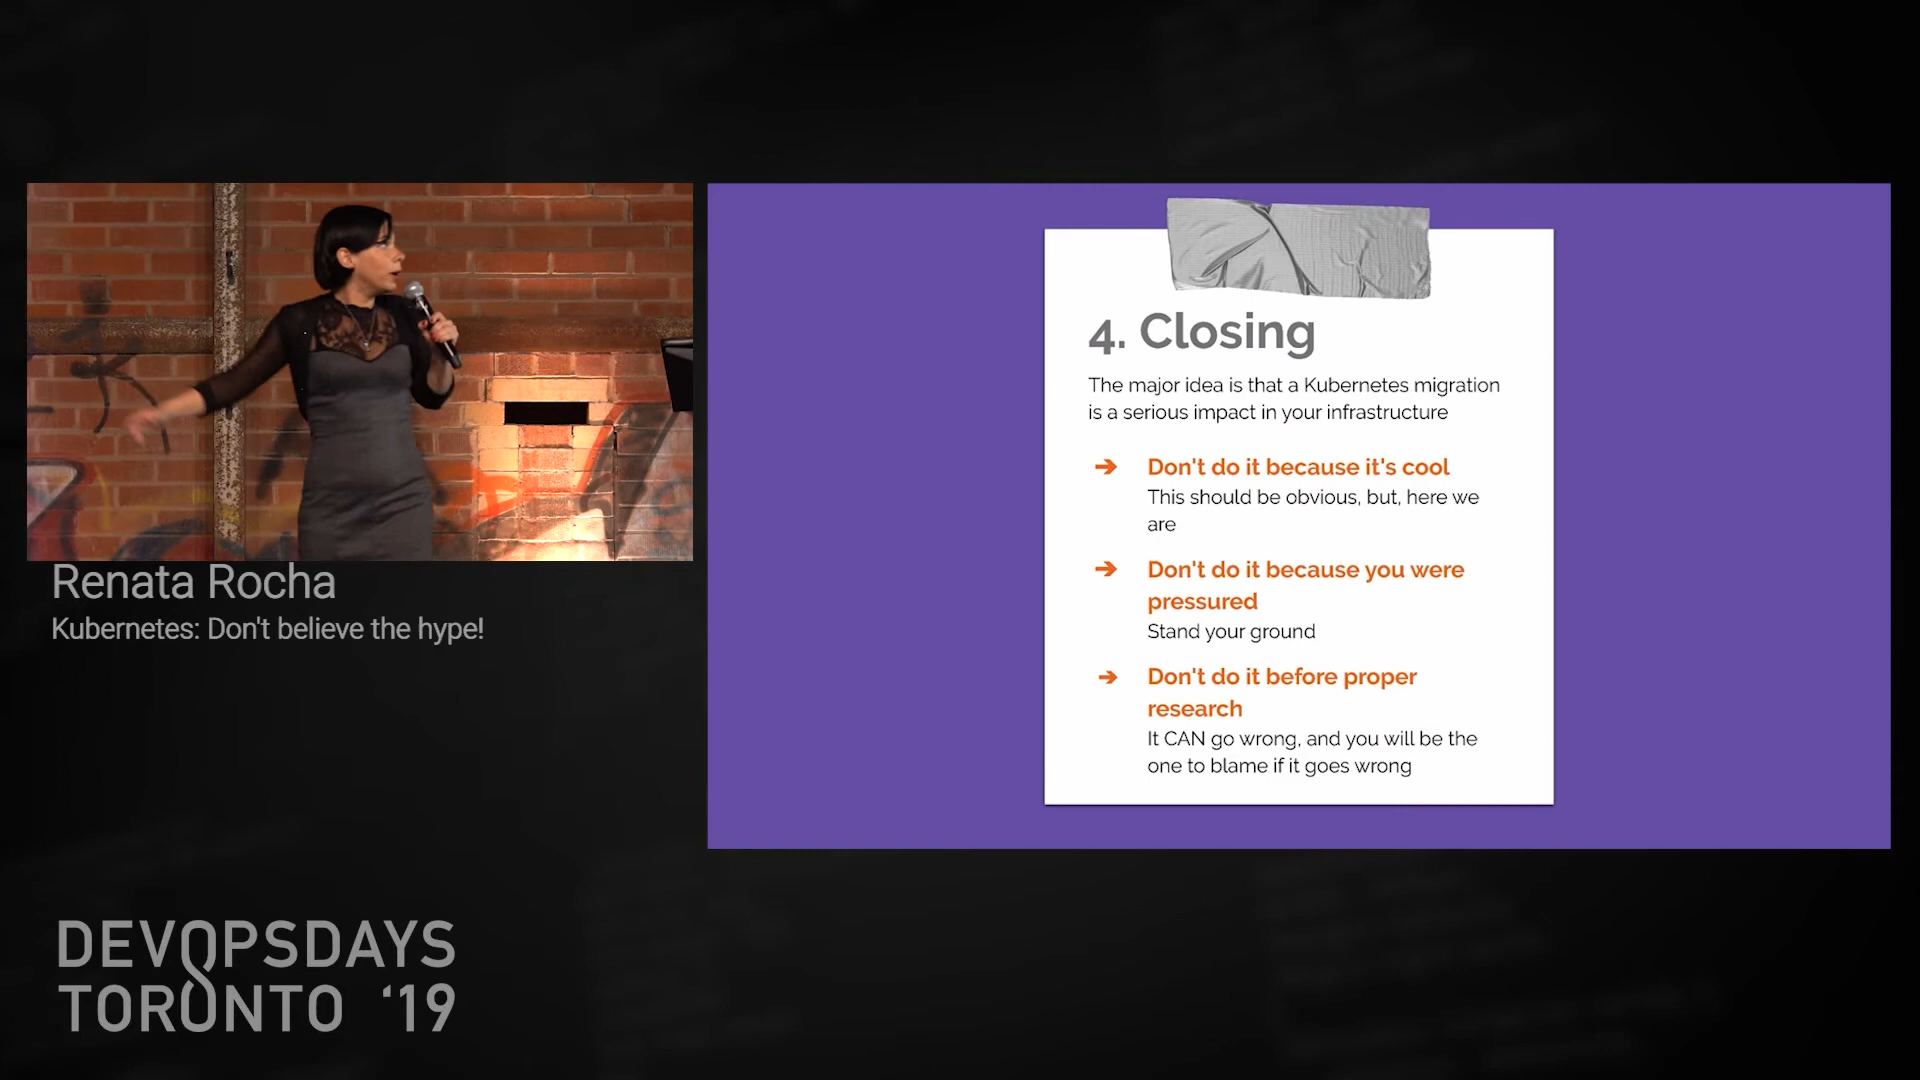 Renata Rocha
Kubernetes: Don't believe the hype!
DEVOPSDAYS
TORONTO ‘19
4. Closing
The major idea is that a Kubernetes migration
is a serious impact in your infrastructure
➔ Don't do it because it's cool
This should be obvious, but, here we
are
➔ Don't do it because you were
pressured
Stand your ground
➔ Don't do it before proper
research
It CAN go wrong, and you will be the
one to blame if it goes wrong